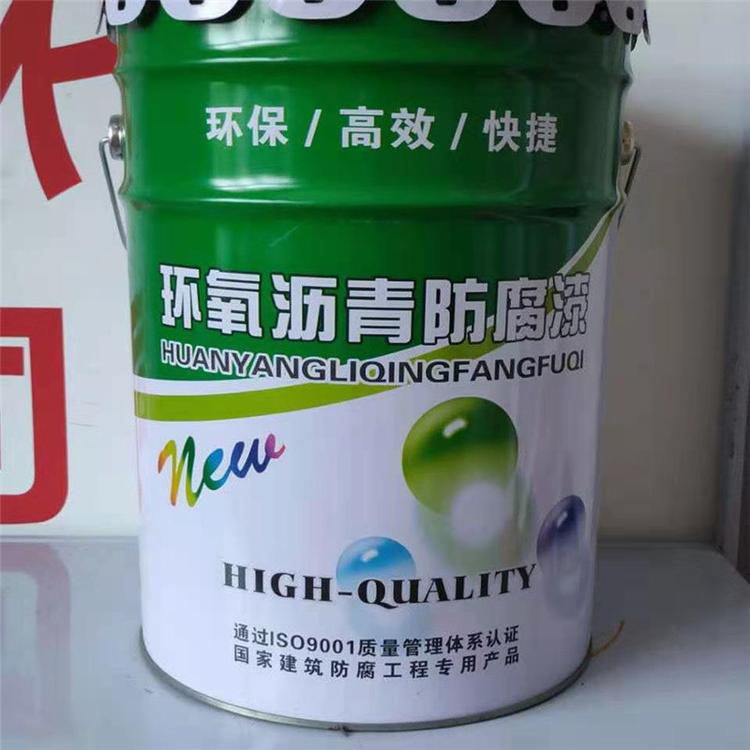 环保/高效/快捷
环氧沥青防腐漆
HUANYANGLIQINGFANGFUQI
new
HIGH-QUALITY
通过ISO9001质量管理体系认证
国家建筑防腐工程专用产品